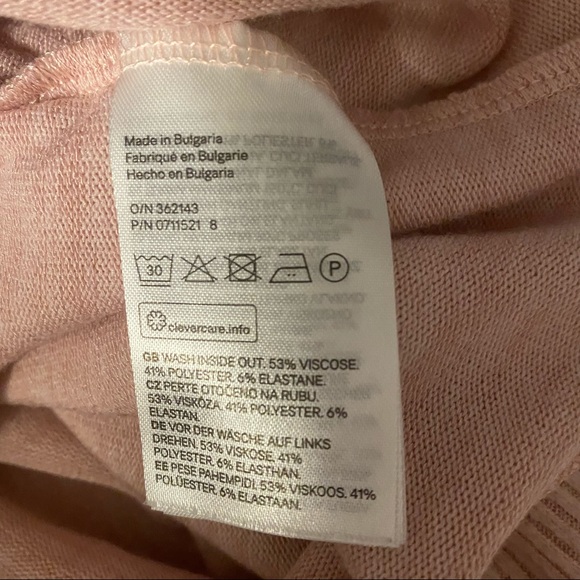 Made in Bulgaria
Fabriqué en Bulgarie
Hecho en Bulgaria
O/N 362143
P/N 0711521 8
30 P
clevercare.info
GB WASH INSIDE OUT. 53% VISCOSE.
41% POLYESTER. 6% ELASTANE.
CZ PERTE OTOČENO NA RUBU.
53% VISKÓZA. 41% POLYESTER. 6%
ELASTAN.
DE VOR DER WÄSCHE AUF LINKS
DREHEN. 53% VISKOSE. 41%
POLYESTER. 6% ELASTHAN.
EE PESE PAHEMPIDI. 53% VISKOOS. 41%
POLÜESTER. 6% ELASTAAN.